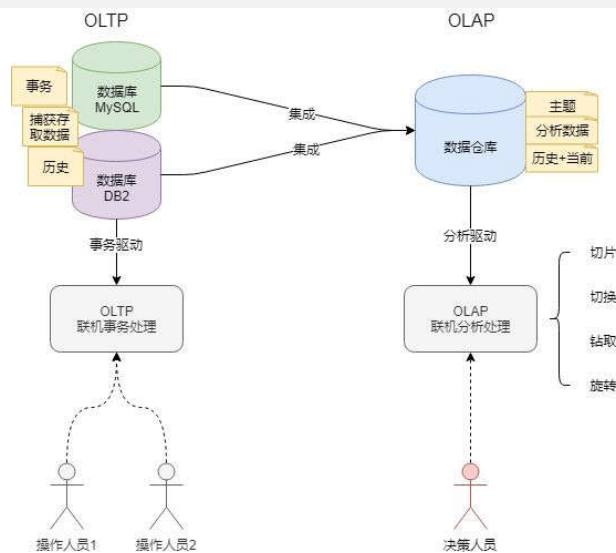 OLTP
OLAP
事务
捕获存
取数据
历史
数据库
MySQL
数据库
DB2
集成
集成
数据仓库
主题
分析数据
历史+当前
事务驱动
分析驱动
OLTP
联机事务处理
OLAP
联机分析处理
切片
切换
钻取
旋转
操作人员1
操作人员2
决策人员